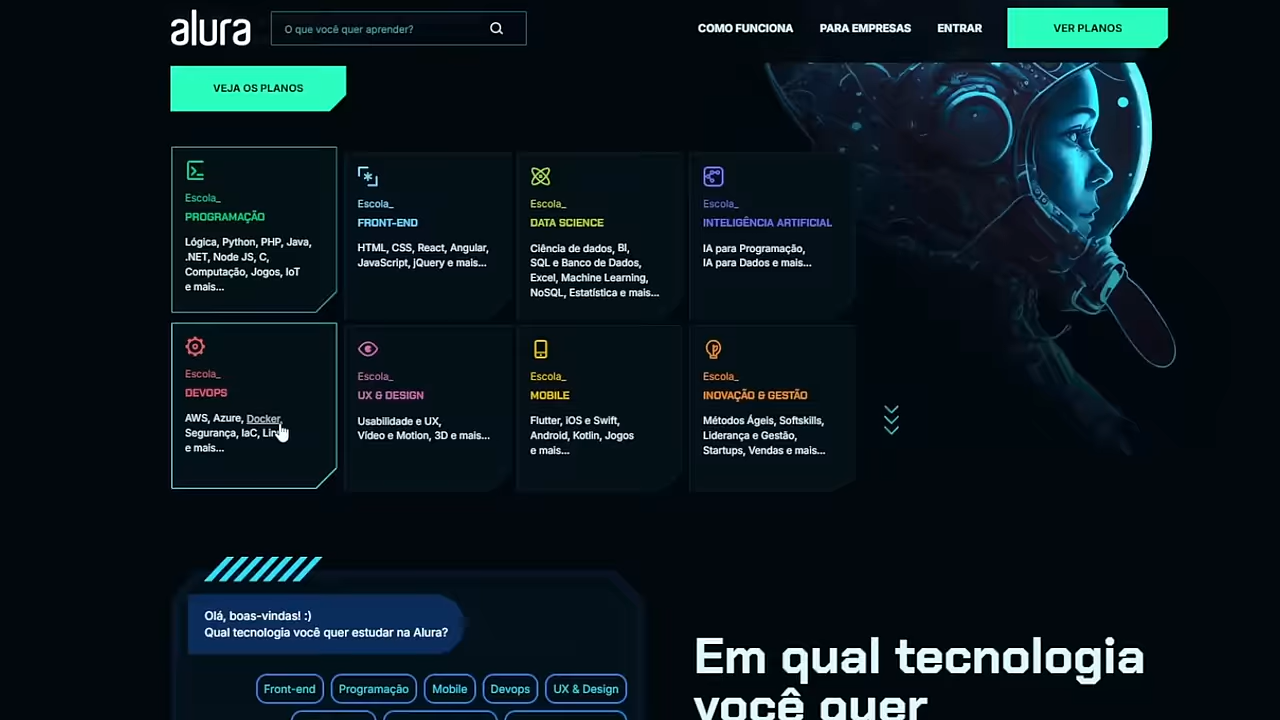 alura
O que você quer aprender?
COMO FUNCIONA
PARA EMPRESAS
ENTRAR
VER PLANOS
VEJA OS PLANOS
Escola_
PROGRAMAÇÃO
Lógica, Python, PHP, Java,
.NET, Node JS, C,
Computação, Jogos, IoT
e mais...
Escola_
FRONT-END
HTML, CSS, React, Angular,
JavaScript, jQuery e mais...
Escola_
DATA SCIENCE
Ciência de dados, BI,
SQL e Banco de Dados,
Excel, Machine Learning,
NoSQL, Estatística e mais...
Escola_
INTELIGÊNCIA ARTIFICIAL
IA para Programação,
IA para Dados e mais...
Escola_
DEVOPS
AWS, Azure, Docker,
Segurança, IaC,
e mais...
Escola_
UX & DESIGN
Usabilidade e UX,
Vídeo e Motion, 3D e mais...
Escola_
MOBILE
Flutter, iOS e Swift,
Android, Kotlin, Jogos
e mais...
Escola_
INOVAÇÃO & GESTÃO
Métodos Ágeis, Softskills,
Liderança e Gestão,
Startups, Vendas e mais...
Olá, boas-vindas! :)
Qual tecnologia você quer estudar na Alura?
Front-end
Programação
Mobile
Devops
UX & Design
Em qual tecnologia
você quer